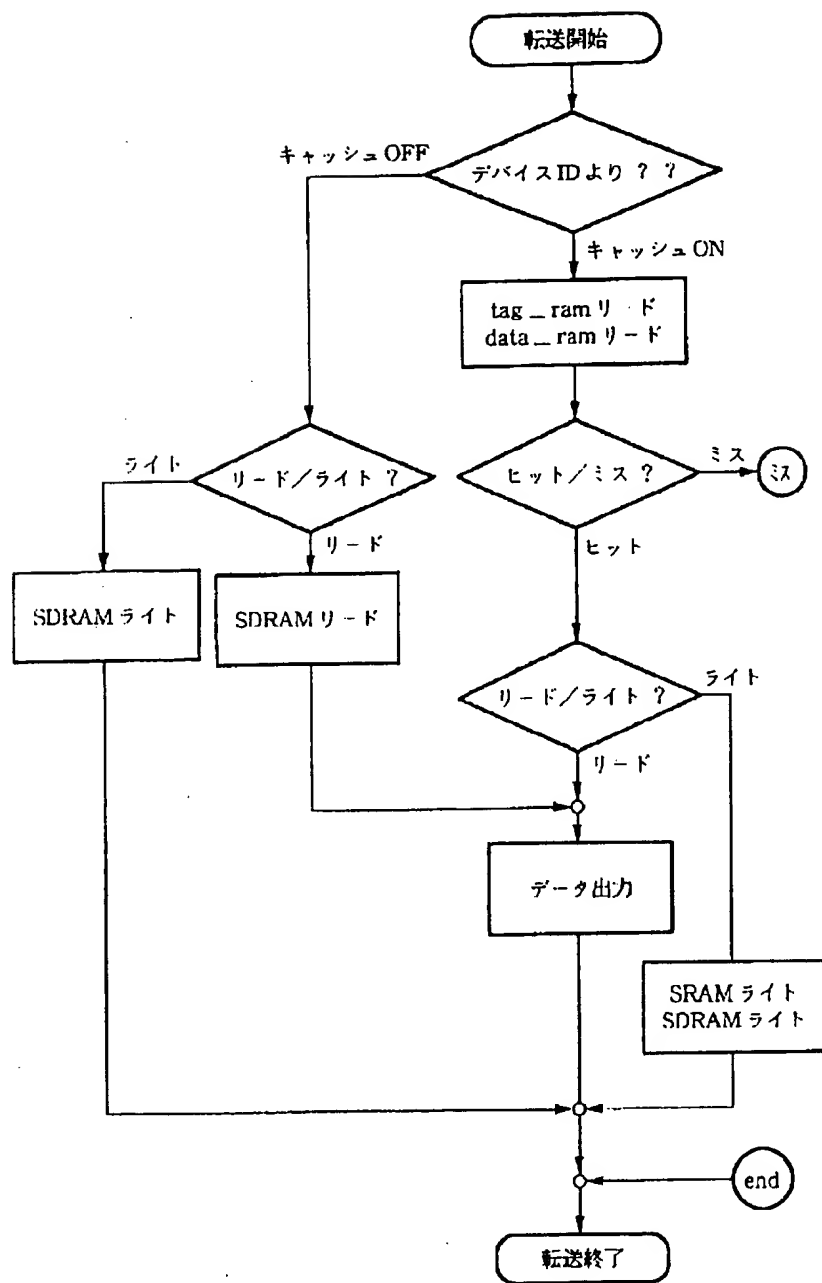 転送開始
キャッシュOFF
デバイスIDより ? ?
キャッシュON
tag_ramリード
data_ramリード
ライト
リード/ライト ?
ヒット/ミス ?
ミス
ミス
リード
ヒット
SDRAMライト
SDRAMリード
リード/ライト ?
ライト
リード
データ出力
SRAMライト
SDRAMライト
end
転送終了